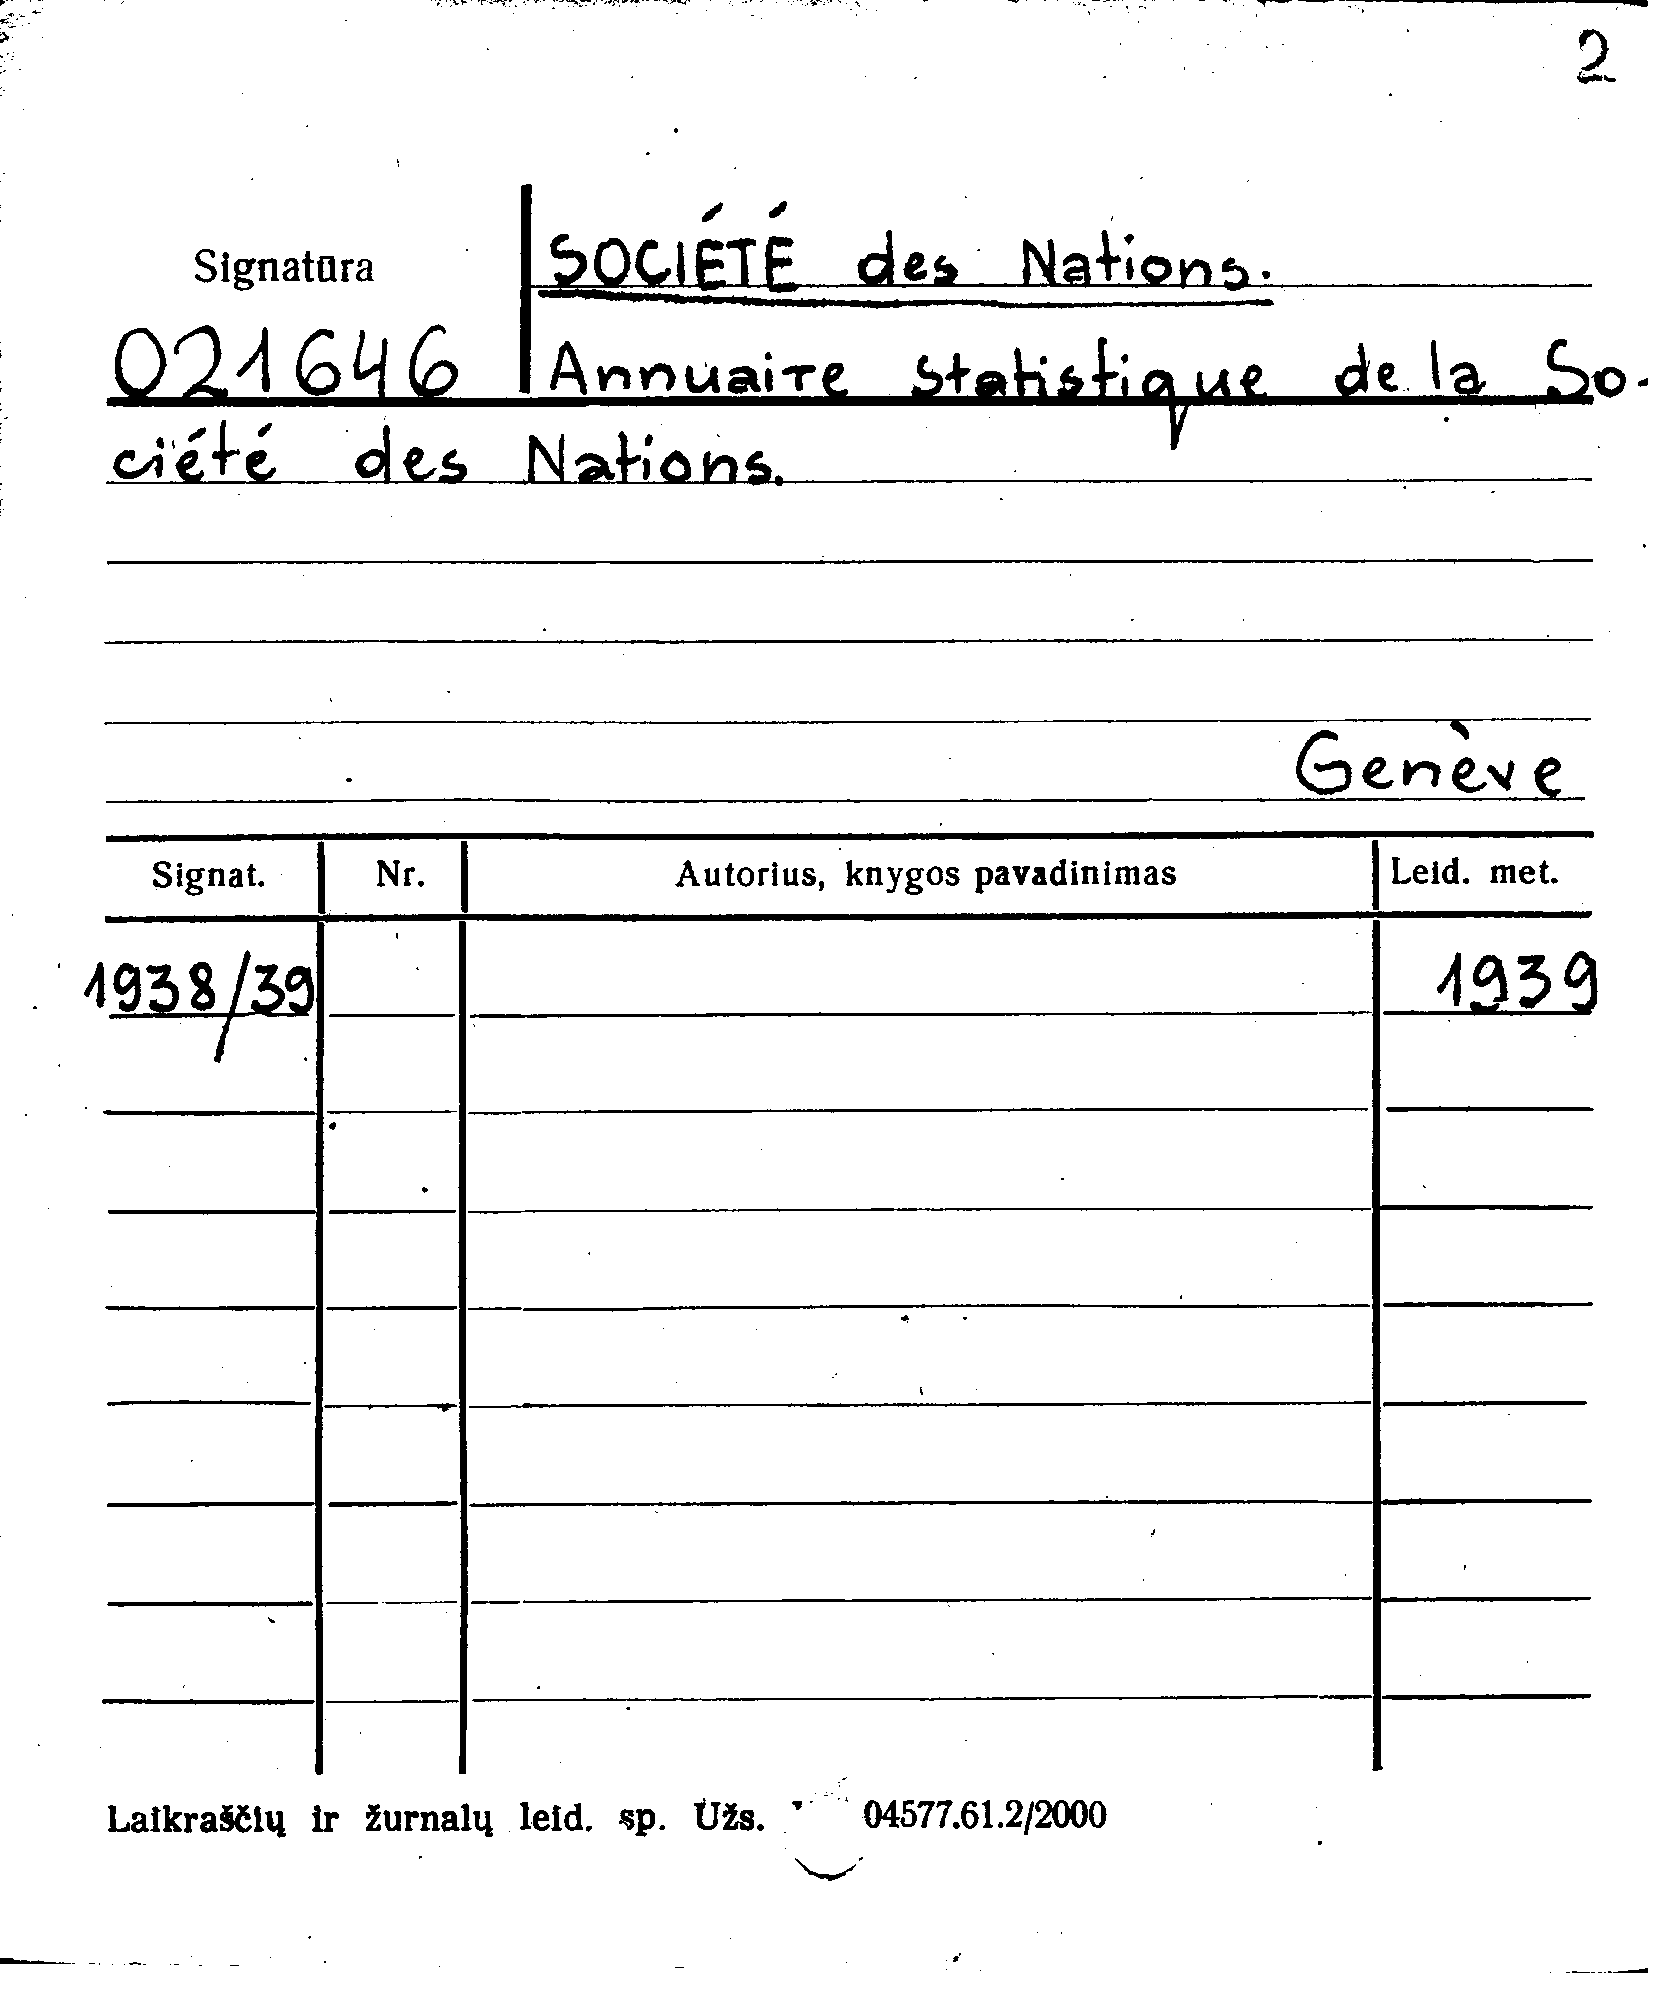 2
Signatūra
SOCIÉTÉ des Nations.
021646 Annuaire statistique de la So-
ciété des Nations.
Genève
Signat. Nr. Autorius, knygos pavadinimas Leid. met.
1938/39 1939
Laikraščių ir žurnalų leid. sp. Užs. 04577.61.2/2000